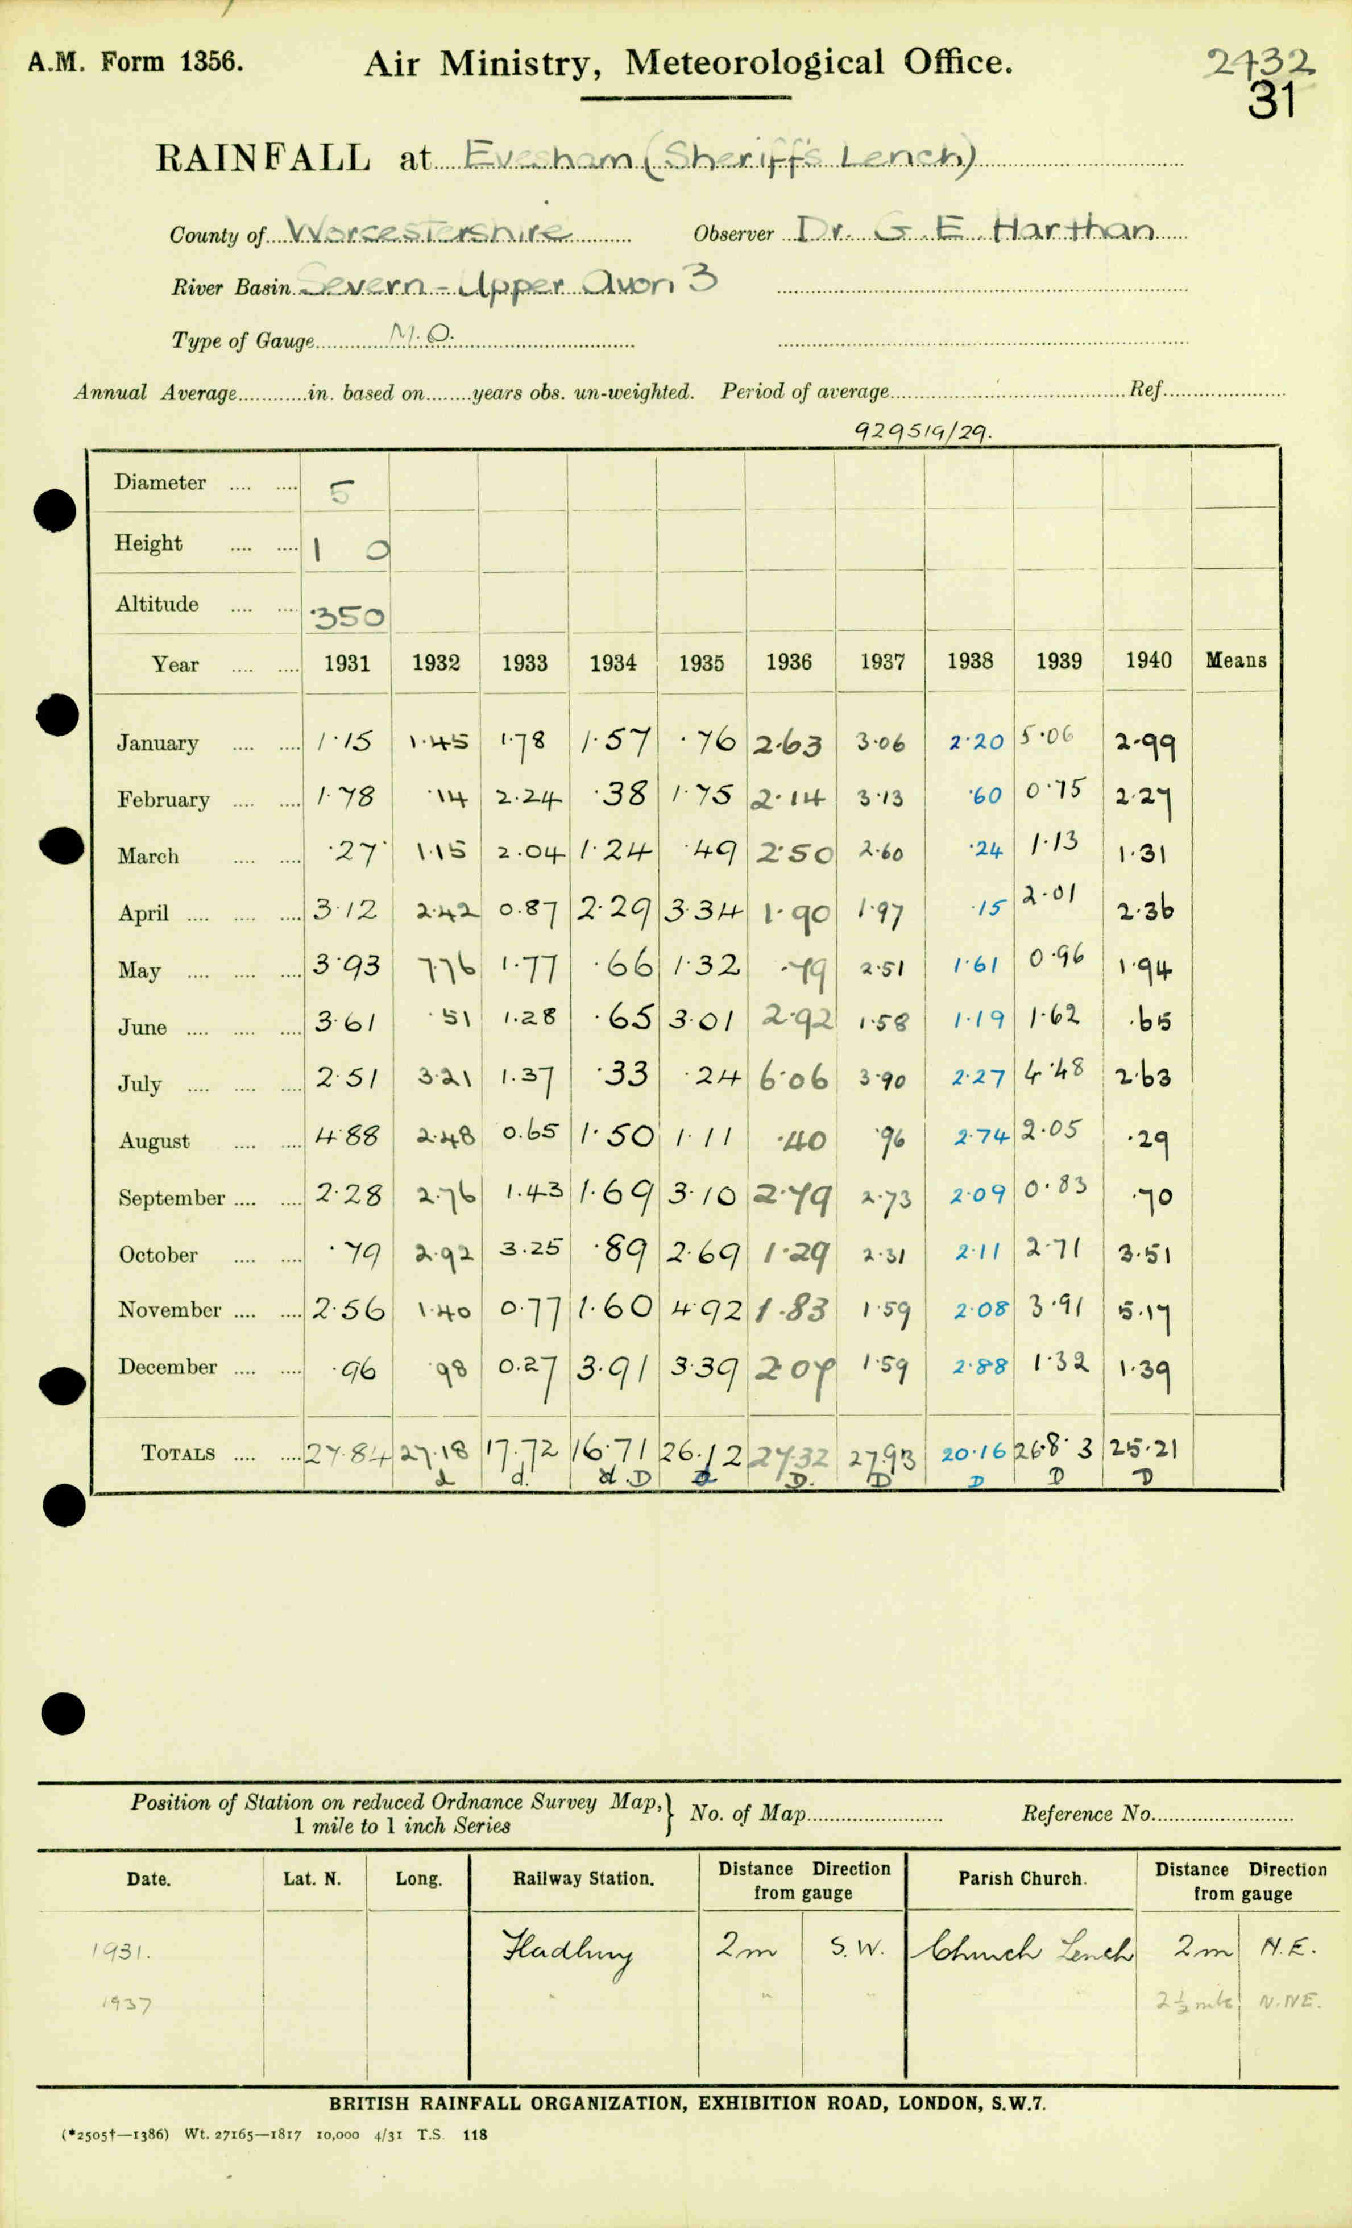 A.M. Form 1356. Air Ministry, Meteorological Office. 2432
31
RAINFALL at Evesham (Sheriff's Lench)
County of Worcestershire Observer Dr. G. E. Harthan
River Basin Severn - Upper Avon 3
Type of Gauge M.O.
Annual Average in. based on years obs. un-weighted. Period of average Ref.
929519/29.
Diameter 5
Height 1 0
Altitude 350
Year 1931 1932 1933 1934 1935 1936 1937 1938 1939 1940 Means
January 1·15 1·45 1·78 1·57 ·76 2·63 3·06 2·20 5·06 2·99
February 1·78 ·14 2·24 ·38 1·75 2·14 3·13 ·60 0·75 2·27
March ·27 1·15 2·04 1·24 ·49 2·50 2·60 ·24 1·13 1·31
April 3·12 2·42 0·87 2·29 3·34 1·90 1·97 ·15 2·01 2·36
May 3·93 7·76 1·77 ·66 1·32 ·79 2·51 1·61 0·96 1·94
June 3·61 ·51 1·28 ·65 3·01 2·92 1·58 1·19 1·62 ·65
July 2·51 3·21 1·37 ·33 ·24 6·06 3·90 2·27 4·48 2·63
August 4·88 2·48 0·65 1·50 1·11 ·40 ·96 2·74 2·05 ·29
September 2·28 2·76 1·43 1·69 3·10 2·79 2·73 2·09 0·83 ·70
October ·79 2·92 3·25 ·89 2·69 1·29 2·31 2·11 2·71 3·51
November 2·56 1·40 0·77 1·60 4·92 1·83 1·59 2·08 3·91 5·17
December ·96 ·98 0·27 3·91 3·39 2·07 1·59 2·88 1·32 1·39
TOTALS 27·84 27·18 17·72 16·71 26·12 27·32 27·93 20·16 26·8·3 25·21
d d. d D D D. D D D D
Position of Station on reduced Ordnance Survey Map, } No. of Map Reference No.
1 mile to 1 inch Series
Date. Lat. N. Long. Railway Station. Distance Direction Parish Church. Distance Direction
from gauge from gauge
1931. Fladbury 2m S.W. Church Lench 2m N.E.
1937 " " " " 2½ mls N.NE.
BRITISH RAINFALL ORGANIZATION, EXHIBITION ROAD, LONDON, S.W.7.
(*2505†—1386) Wt. 27165—1817 10,000 4/31 T.S. 118